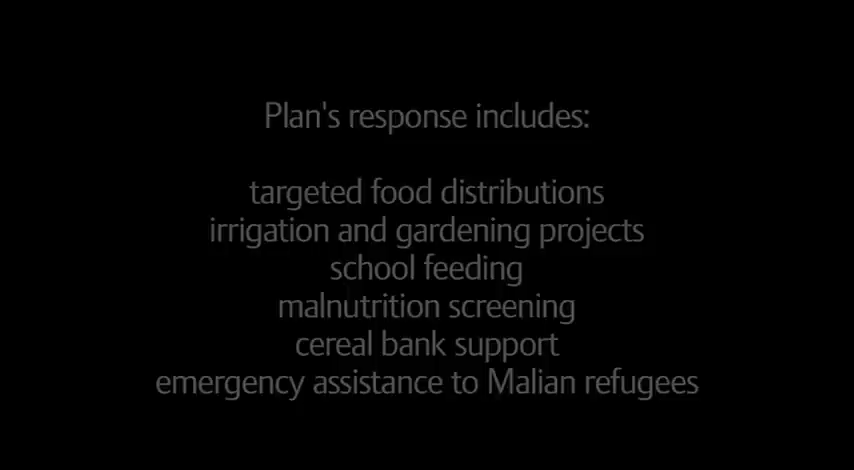 Plan's response includes:
targeted food distributions
irrigation and gardening projects
school feeding
malnutrition screening
cereal bank support
emergency assistance to Malian refugees